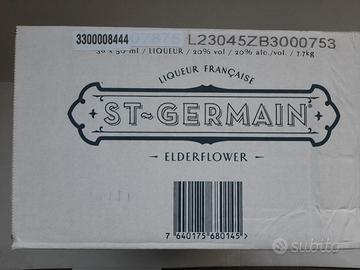 3300008444
L23045ZB3000753
50 ml / LIQUEUR / 20% vol / 20% alc./vol. / 7.7kg
LIQUEUR FRANÇAISE
ST~GERMAIN
ELDERFLOWER
7 640175 680145 >
subito